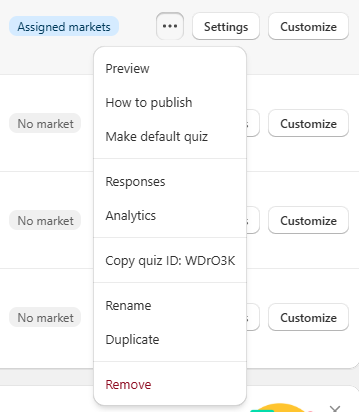 Assigned markets
Settings
Customize
Preview
How to publish
Make default quiz
No market
Customize
Responses
Analytics
No market
Customize
Copy quiz ID: WDrO3K
Rename
No market
Customize
Duplicate
Remove